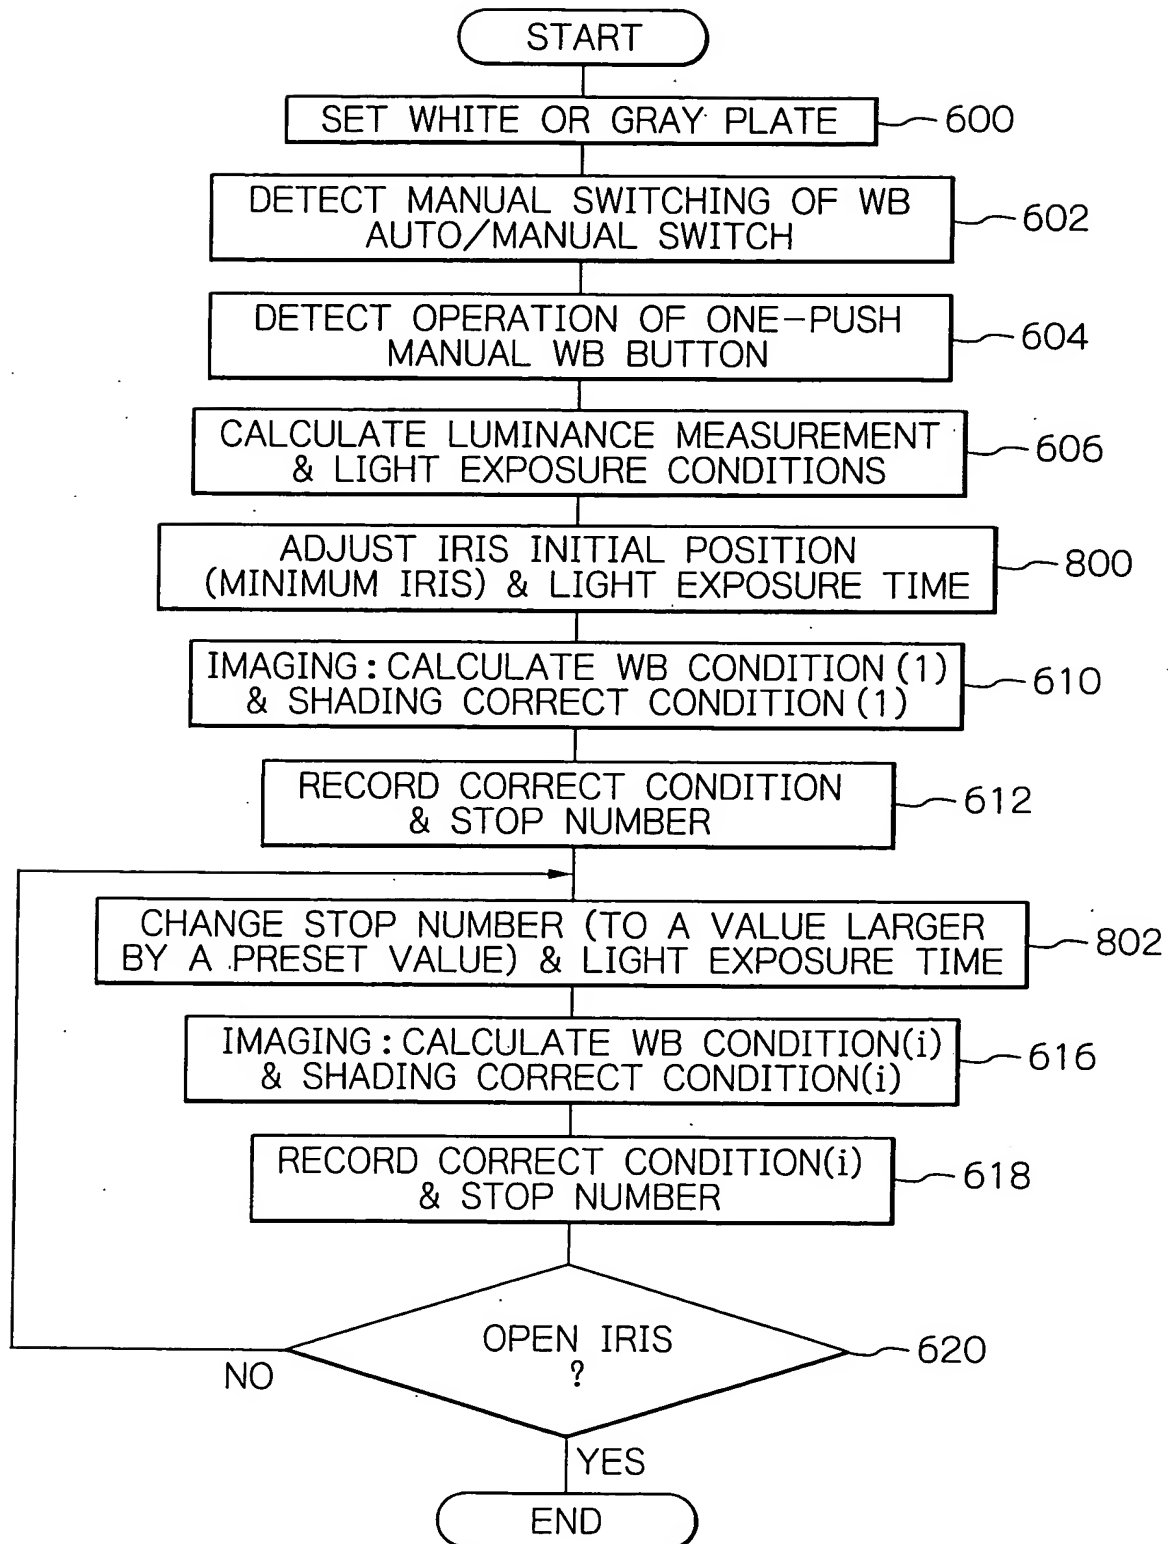 START
SET WHITE OR GRAY PLATE
600
DETECT MANUAL SWITCHING OF WB
AUTO/MANUAL SWITCH
602
DETECT OPERATION OF ONE-PUSH
MANUAL WB BUTTON
604
CALCULATE LUMINANCE MEASUREMENT
& LIGHT EXPOSURE CONDITIONS
606
ADJUST IRIS INITIAL POSITION
(MINIMUM IRIS) & LIGHT EXPOSURE TIME
800
IMAGING:CALCULATE WB CONDITION(1)
& SHADING CORRECT CONDITION(1)
610
RECORD CORRECT CONDITION
& STOP NUMBER
612
CHANGE STOP NUMBER (TO A VALUE LARGER
BY A PRESET VALUE) & LIGHT EXPOSURE TIME
802
IMAGING:CALCULATE WB CONDITION(i)
& SHADING CORRECT CONDITION(i)
616
RECORD CORRECT CONDITION(i)
& STOP NUMBER
618
OPEN IRIS
?
620
NO
YES
END